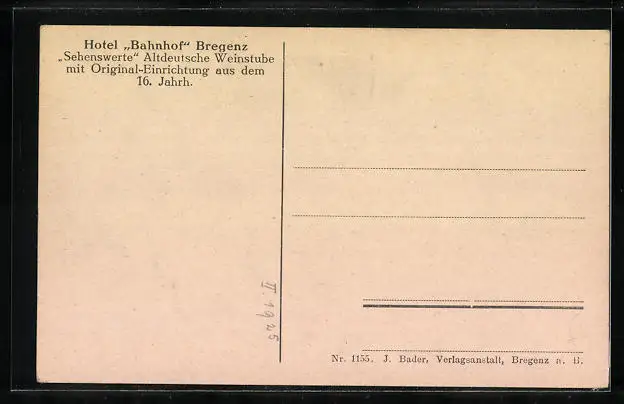 Hotel „Bahnhof“ Bregenz
„Sehenswerte“ Altdeutsche Weinstube
mit Original-Einrichtung aus dem
16. Jahrh.
II. 1925
Nr. 1155. J. Bader, Verlagsanstalt, Bregenz a. B.